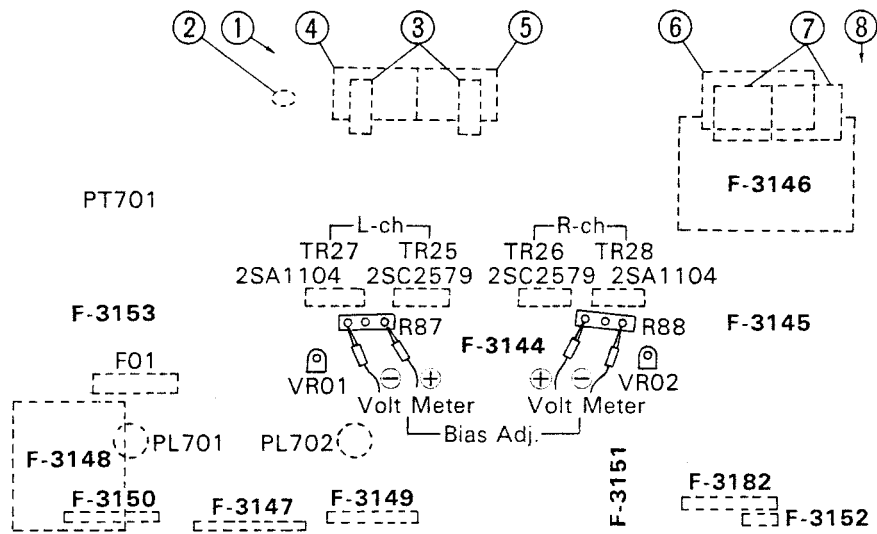 ② ① ④ ③ ⑤ ⑥ ⑦ ⑧
F-3146
PT701
L-ch R-ch
TR27 TR25 TR26 TR28
2SA1104 2SC2579 2SC2579 2SA1104
F-3153 R87 F-3144 R88 F-3145
F01
VR01 ⊖ ⊕ ⊕ ⊖ VR02
Volt Meter Volt Meter
Bias Adj.
PL701 PL702
F-3148
F-3151
F-3150 F-3147 F-3149 F-3182
F-3152